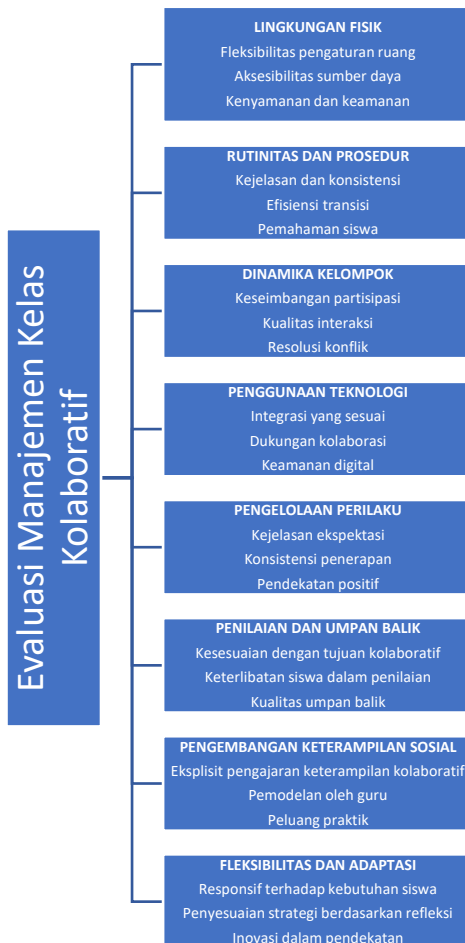 Evaluasi Manajemen Kelas
Kolaboratif
LINGKUNGAN FISIK
Fleksibilitas pengaturan ruang
Aksesibilitas sumber daya
Kenyamanan dan keamanan
RUTINITAS DAN PROSEDUR
Kejelasan dan konsistensi
Efisiensi transisi
Pemahaman siswa
DINAMIKA KELOMPOK
Keseimbangan partisipasi
Kualitas interaksi
Resolusi konflik
PENGGUNAAN TEKNOLOGI
Integrasi yang sesuai
Dukungan kolaborasi
Keamanan digital
PENGELOLAAN PERILAKU
Kejelasan ekspektasi
Konsistensi penerapan
Pendekatan positif
PENILAIAN DAN UMPAN BALIK
Kesesuaian dengan tujuan kolaboratif
Keterlibatan siswa dalam penilaian
Kualitas umpan balik
PENGEMBANGAN KETERAMPILAN SOSIAL
Eksplisit pengajaran keterampilan kolaboratif
Pemodelan oleh guru
Peluang praktik
FLEKSIBILITAS DAN ADAPTASI
Responsif terhadap kebutuhan siswa
Penyesuaian strategi berdasarkan refleksi
Inovasi dalam pendekatan